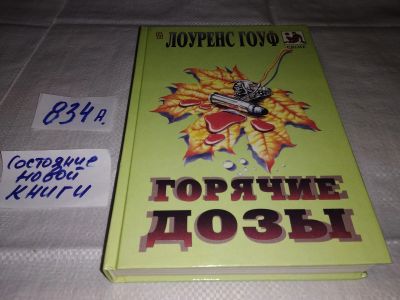 ЛОУРЕНС ГОУФ
834 А.
Состояние
новой
книги
ГОРЯЧИЕ
ДОЗЫ